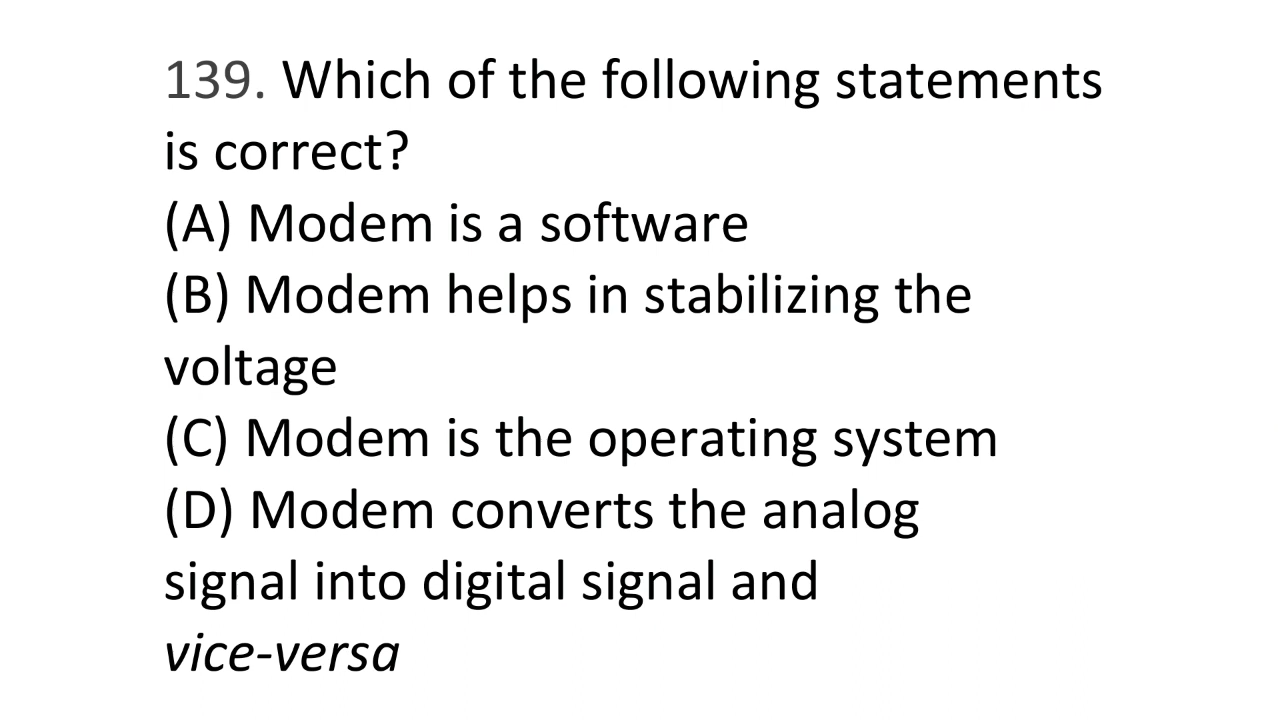 139. Which of the following statements
is correct?
(A) Modem is a software
(B) Modem helps in stabilizing the
voltage
(C) Modem is the operating system
(D) Modem converts the analog
signal into digital signal and
vice-versa